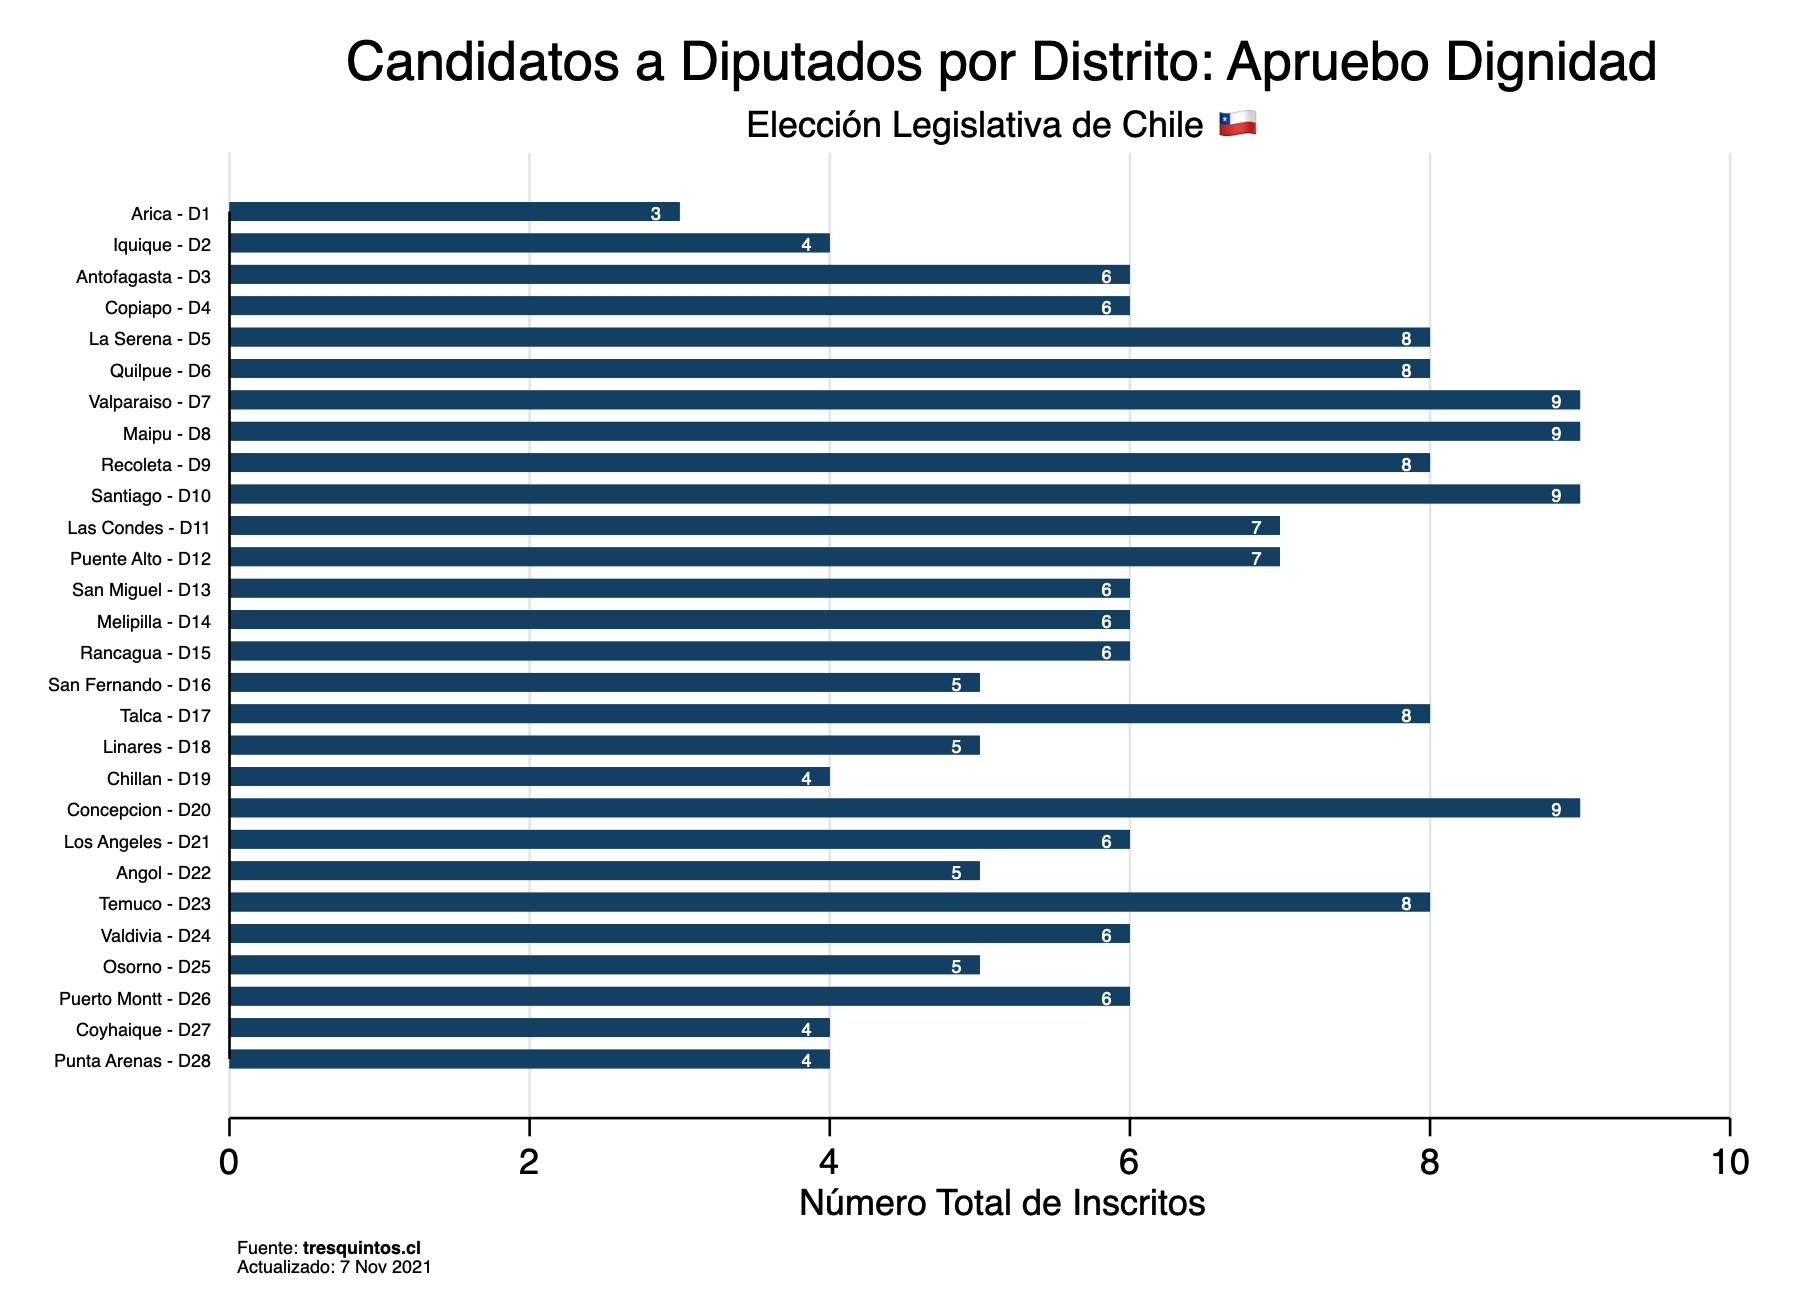 Candidatos a Diputados por Distrito: Apruebo Dignidad
Elección Legislativa de Chile 🇨🇱
Arica - D1 3
Iquique - D2 4
Antofagasta - D3 6
Copiapo - D4 6
La Serena - D5 8
Quilpue - D6 8
Valparaiso - D7 9
Maipu - D8 9
Recoleta - D9 8
Santiago - D10 9
Las Condes - D11 7
Puente Alto - D12 7
San Miguel - D13 6
Melipilla - D14 6
Rancagua - D15 6
San Fernando - D16 5
Talca - D17 8
Linares - D18 5
Chillan - D19 4
Concepcion - D20 9
Los Angeles - D21 6
Angol - D22 5
Temuco - D23 8
Valdivia - D24 6
Osorno - D25 5
Puerto Montt - D26 6
Coyhaique - D27 4
Punta Arenas - D28 4
0 2 4 6 8 10
Número Total de Inscritos
Fuente: tresquintos.cl
Actualizado: 7 Nov 2021